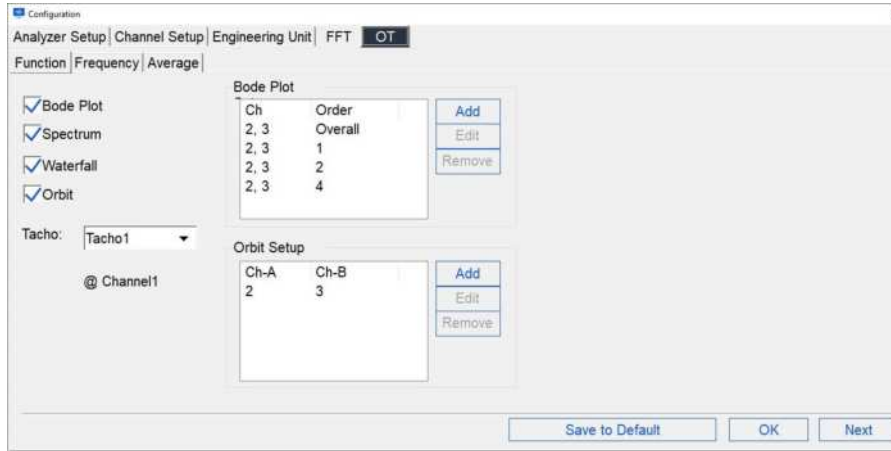 Configuration
Analyzer Setup Channel Setup Engineering Unit FFT OT
Function Frequency Average
Bode Plot
Spectrum
Waterfall
Orbit
Tacho: Tacho1
@ Channel1
Bode Plot
Ch Order
2, 3 Overall
2, 3 1
2, 3 2
2, 3 4
Add
Edit
Remove
Orbit Setup
Ch-A Ch-B
2 3
Add
Edit
Remove
Save to Default OK Next